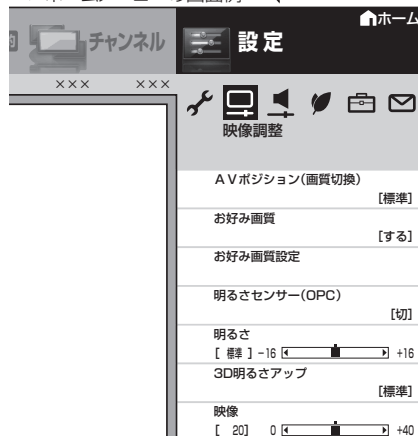 チャンネル
設定
ホーム
××× ×××
映像調整
AVポジション(画質切換)
[標準]
お好み画質
[する]
お好み画質設定
明るさセンサー(OPC)
[切]
明るさ
[ 標準 ] -16 +16
3D明るさアップ
[標準]
映像
[ 20] 0 +40